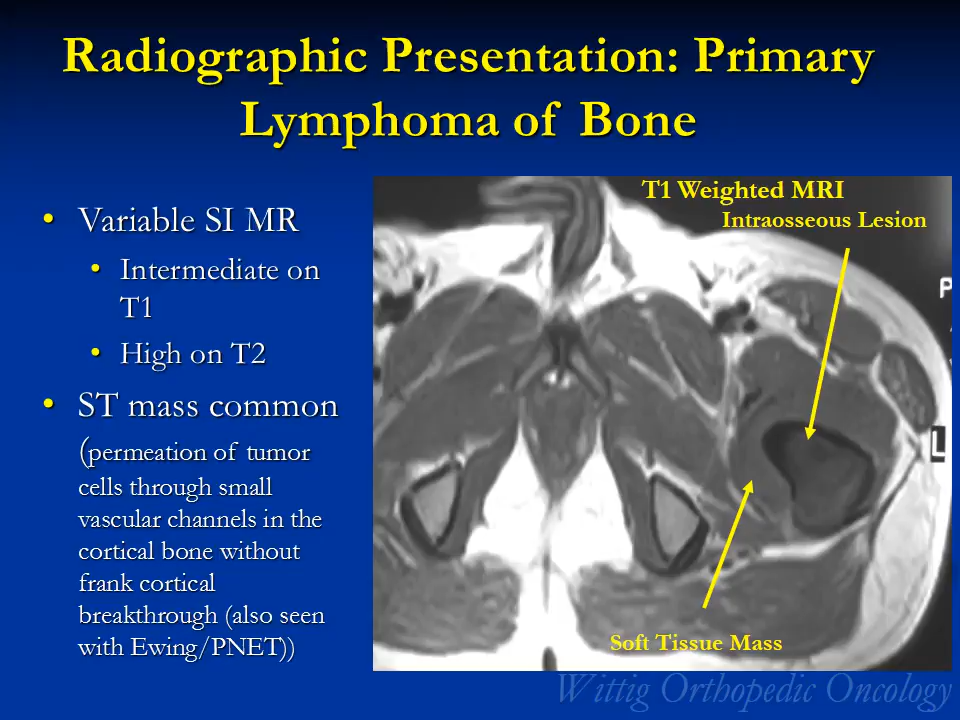 Radiographic Presentation: Primary
Lymphoma of Bone
• Variable SI MR
• Intermediate on
T1
• High on T2
• ST mass common
(permeation of tumor
cells through small
vascular channels in the
cortical bone without
frank cortical
breakthrough (also seen
with Ewing/PNET))
T1 Weighted MRI
Intraosseous Lesion
P
L
Soft Tissue Mass
Wittig Orthopedic Oncology